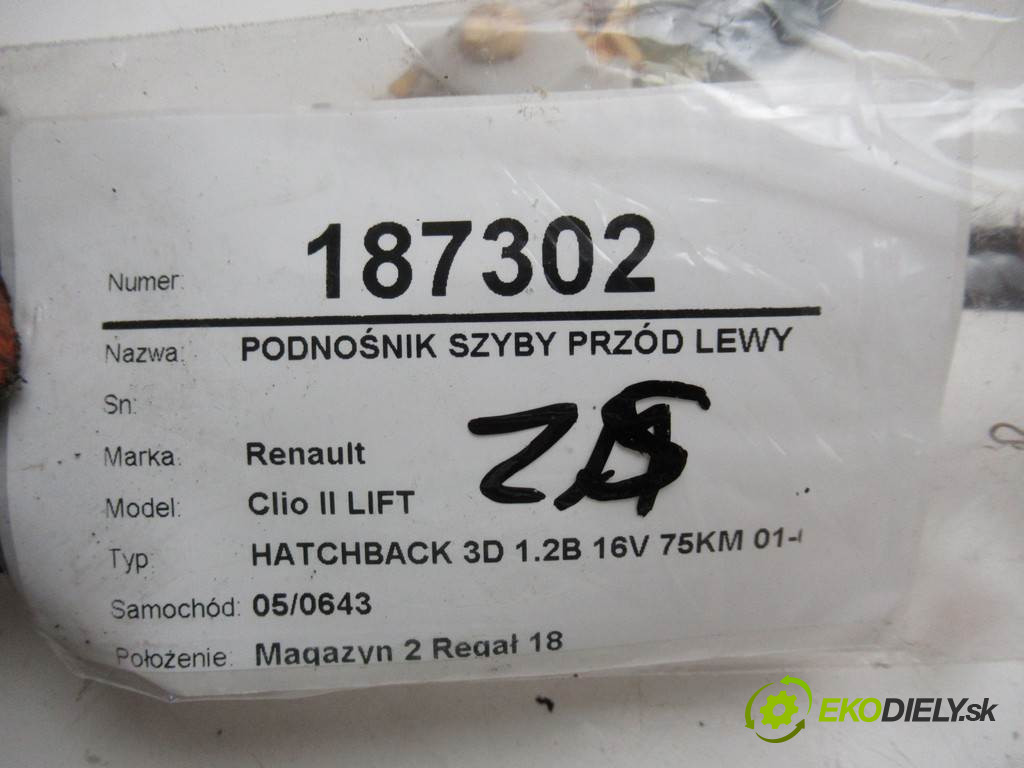 Numer: 187302
Nazwa: PODNOŚNIK SZYBY PRZÓD LEWY
Sn:
Marka: Renault
Model: Clio II LIFT
Typ: HATCHBACK 3D 1.2B 16V 75KM 01-
Samochód: 05/0643
Położenie: Magazyn 2 Regał 18
EKODIELY.sk